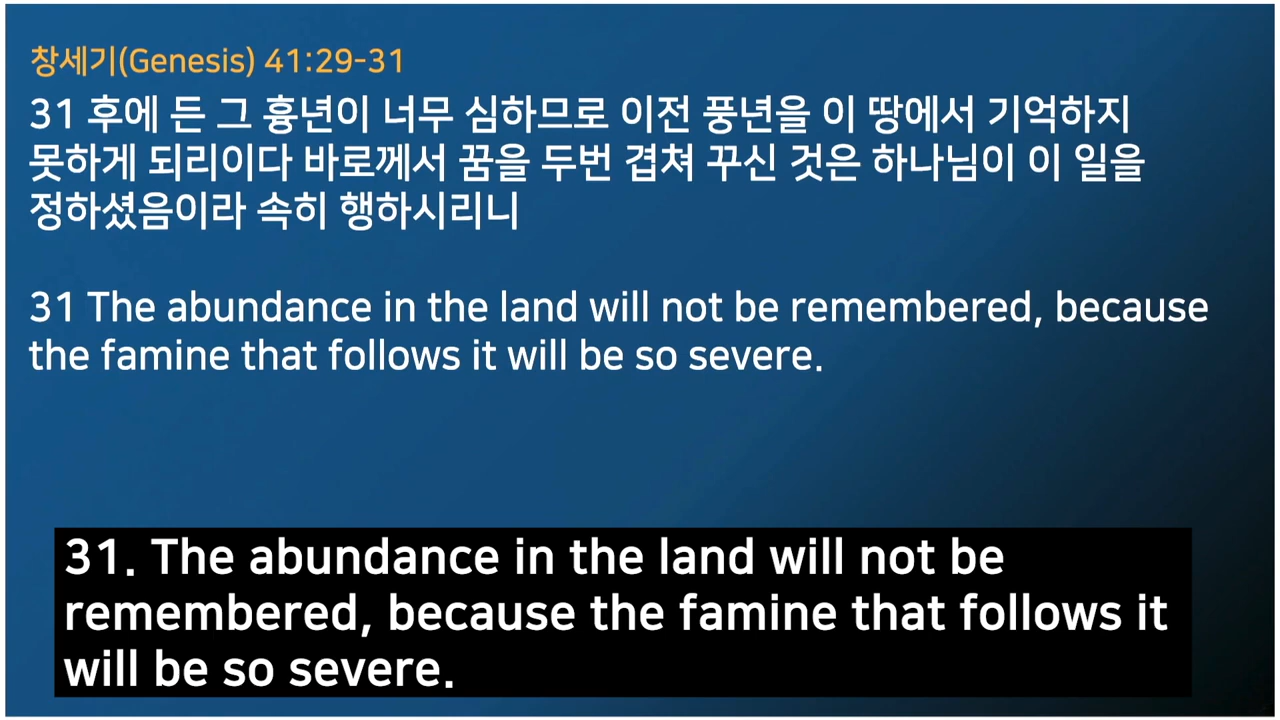 창세기(Genesis) 41:29-31
31 후에 든 그 흉년이 너무 심하므로 이전 풍년을 이 땅에서 기억하지
못하게 되리이다 바로께서 꿈을 두번 겹쳐 꾸신 것은 하나님이 이 일을
정하셨음이라 속히 행하시리니
31 The abundance in the land will not be remembered, because
the famine that follows it will be so severe.
31. The abundance in the land will not be
remembered, because the famine that follows it
will be so severe.